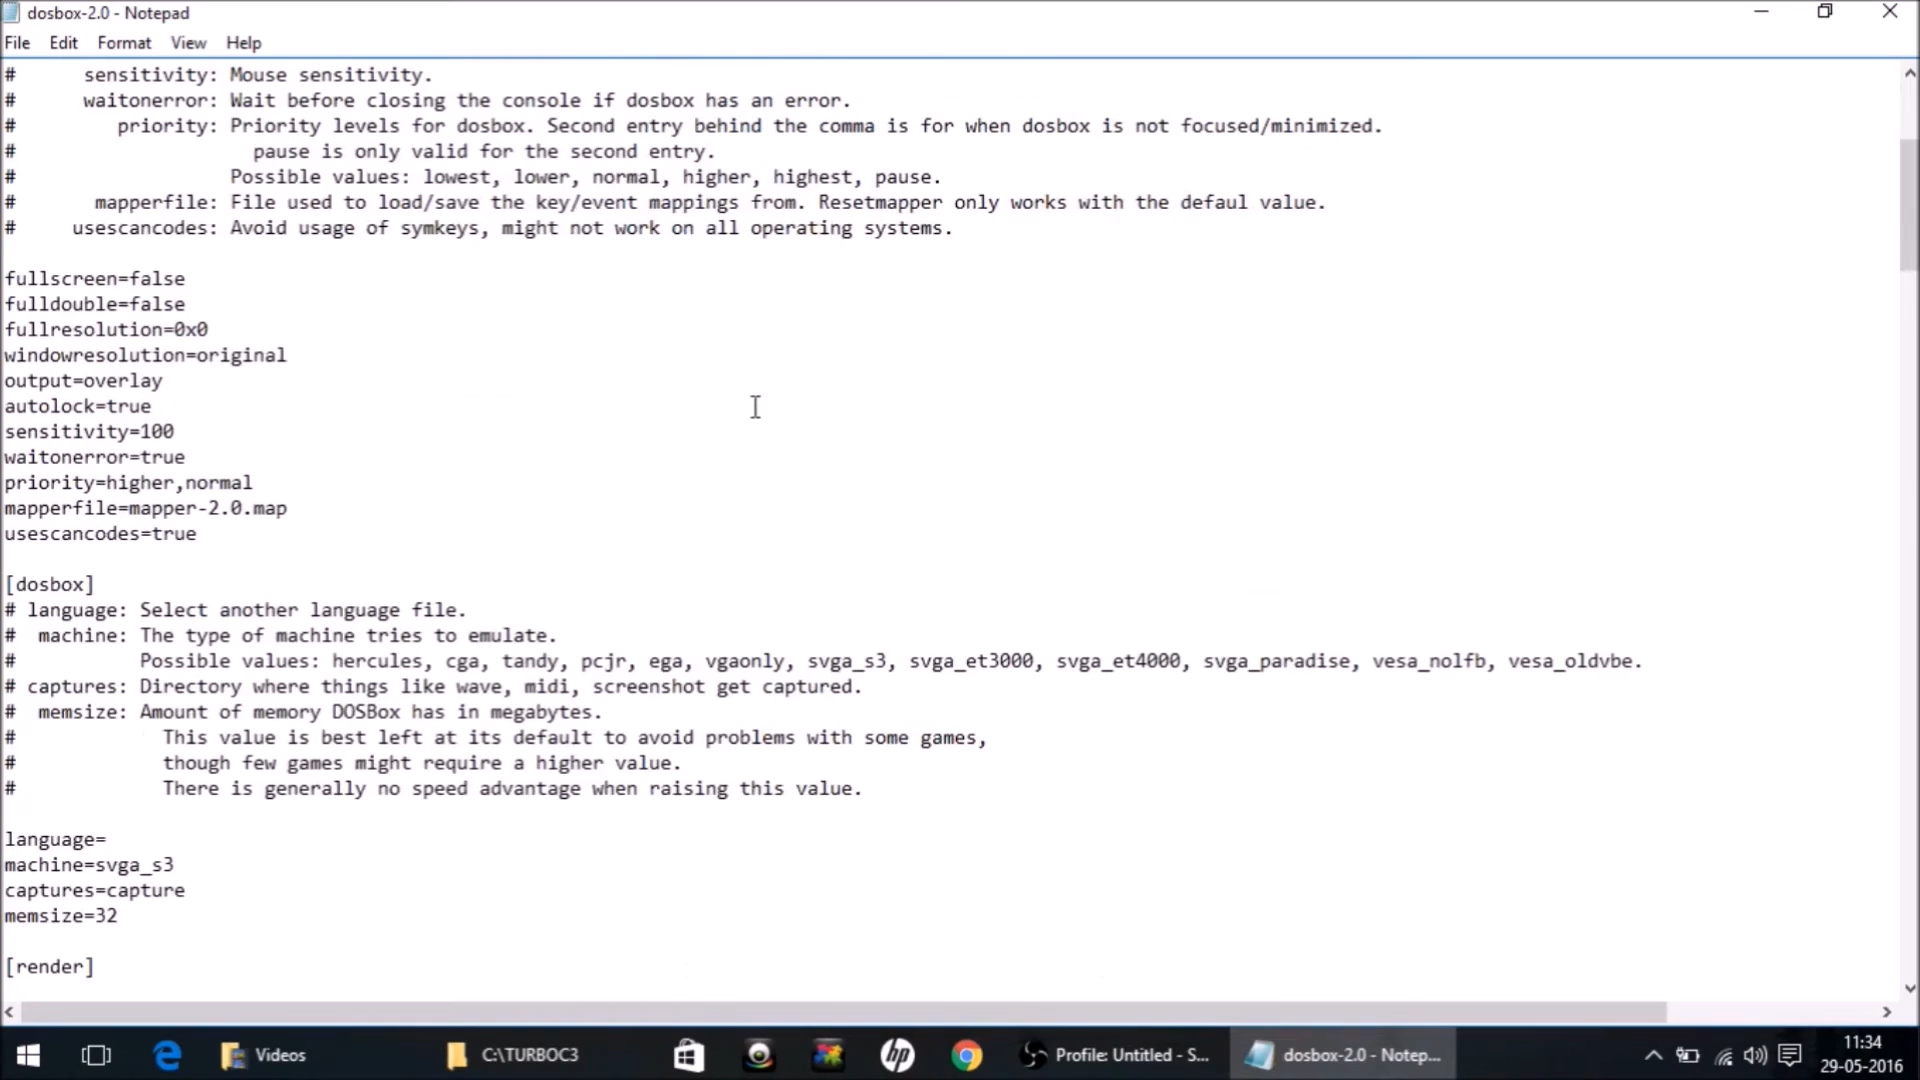 dosbox-2.0 - Notepad
File Edit Format View Help
# sensitivity: Mouse sensitivity.
# waitonerror: Wait before closing the console if dosbox has an error.
# priority: Priority levels for dosbox. Second entry behind the comma is for when dosbox is not focused/minimized.
# pause is only valid for the second entry.
# Possible values: lowest, lower, normal, higher, highest, pause.
# mapperfile: File used to load/save the key/event mappings from. Resetmapper only works with the defaul value.
# usescancodes: Avoid usage of symkeys, might not work on all operating systems.
fullscreen=false
fulldouble=false
fullresolution=0x0
windowresolution=original
output=overlay
autolock=true
sensitivity=100
waitonerror=true
priority=higher,normal
mapperfile=mapper-2.0.map
usescancodes=true
[dosbox]
# language: Select another language file.
# machine: The type of machine tries to emulate.
# Possible values: hercules, cga, tandy, pcjr, ega, vgaonly, svga_s3, svga_et3000, svga_et4000, svga_paradise, vesa_nolfb, vesa_oldvbe.
# captures: Directory where things like wave, midi, screenshot get captured.
# memsize: Amount of memory DOSBox has in megabytes.
# This value is best left at its default to avoid problems with some games,
# though few games might require a higher value.
# There is generally no speed advantage when raising this value.
language=
machine=svga_s3
captures=capture
memsize=32
[render]
Videos C:\TURBOC3 hp Profile: Untitled - S... dosbox-2.0 - Notep... 11:34
29-05-2016